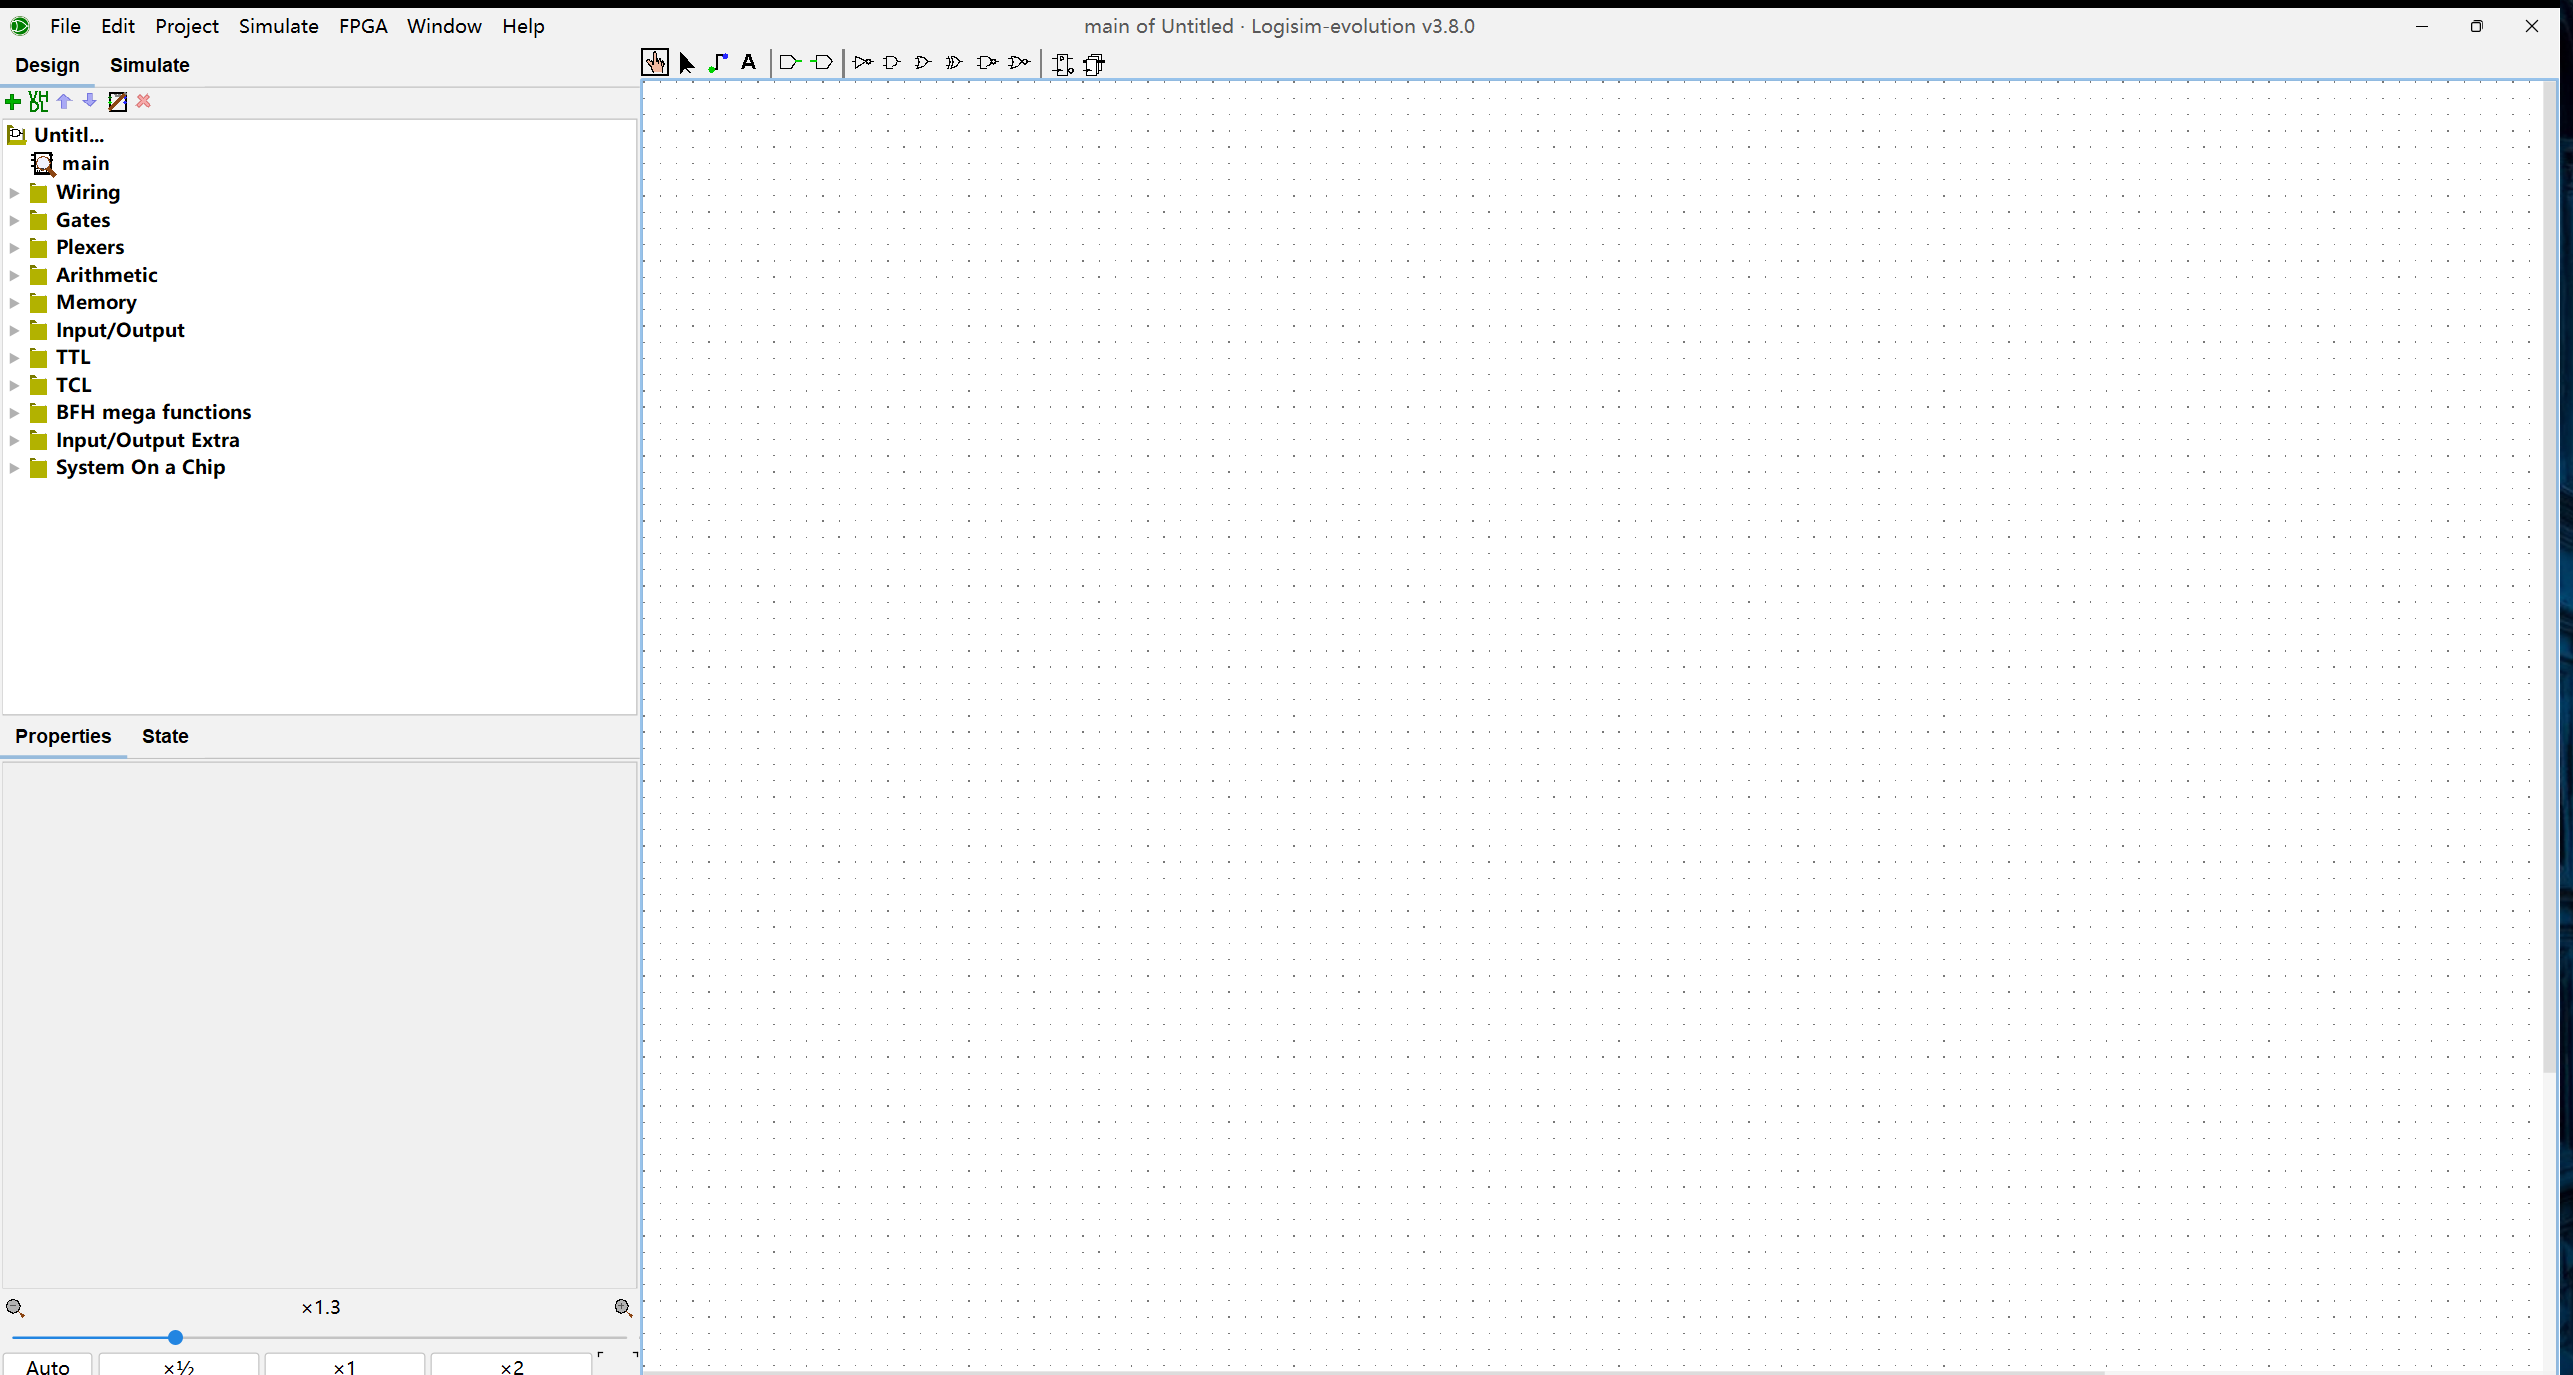 File Edit Project Simulate FPGA Window Help
main of Untitled · Logisim-evolution v3.8.0
Design Simulate
A
VHDL
Untitl...
main
Wiring
Gates
Plexers
Arithmetic
Memory
Input/Output
TTL
TCL
BFH mega functions
Input/Output Extra
System On a Chip
Properties State
×1.3
Auto ×½ ×1 ×2